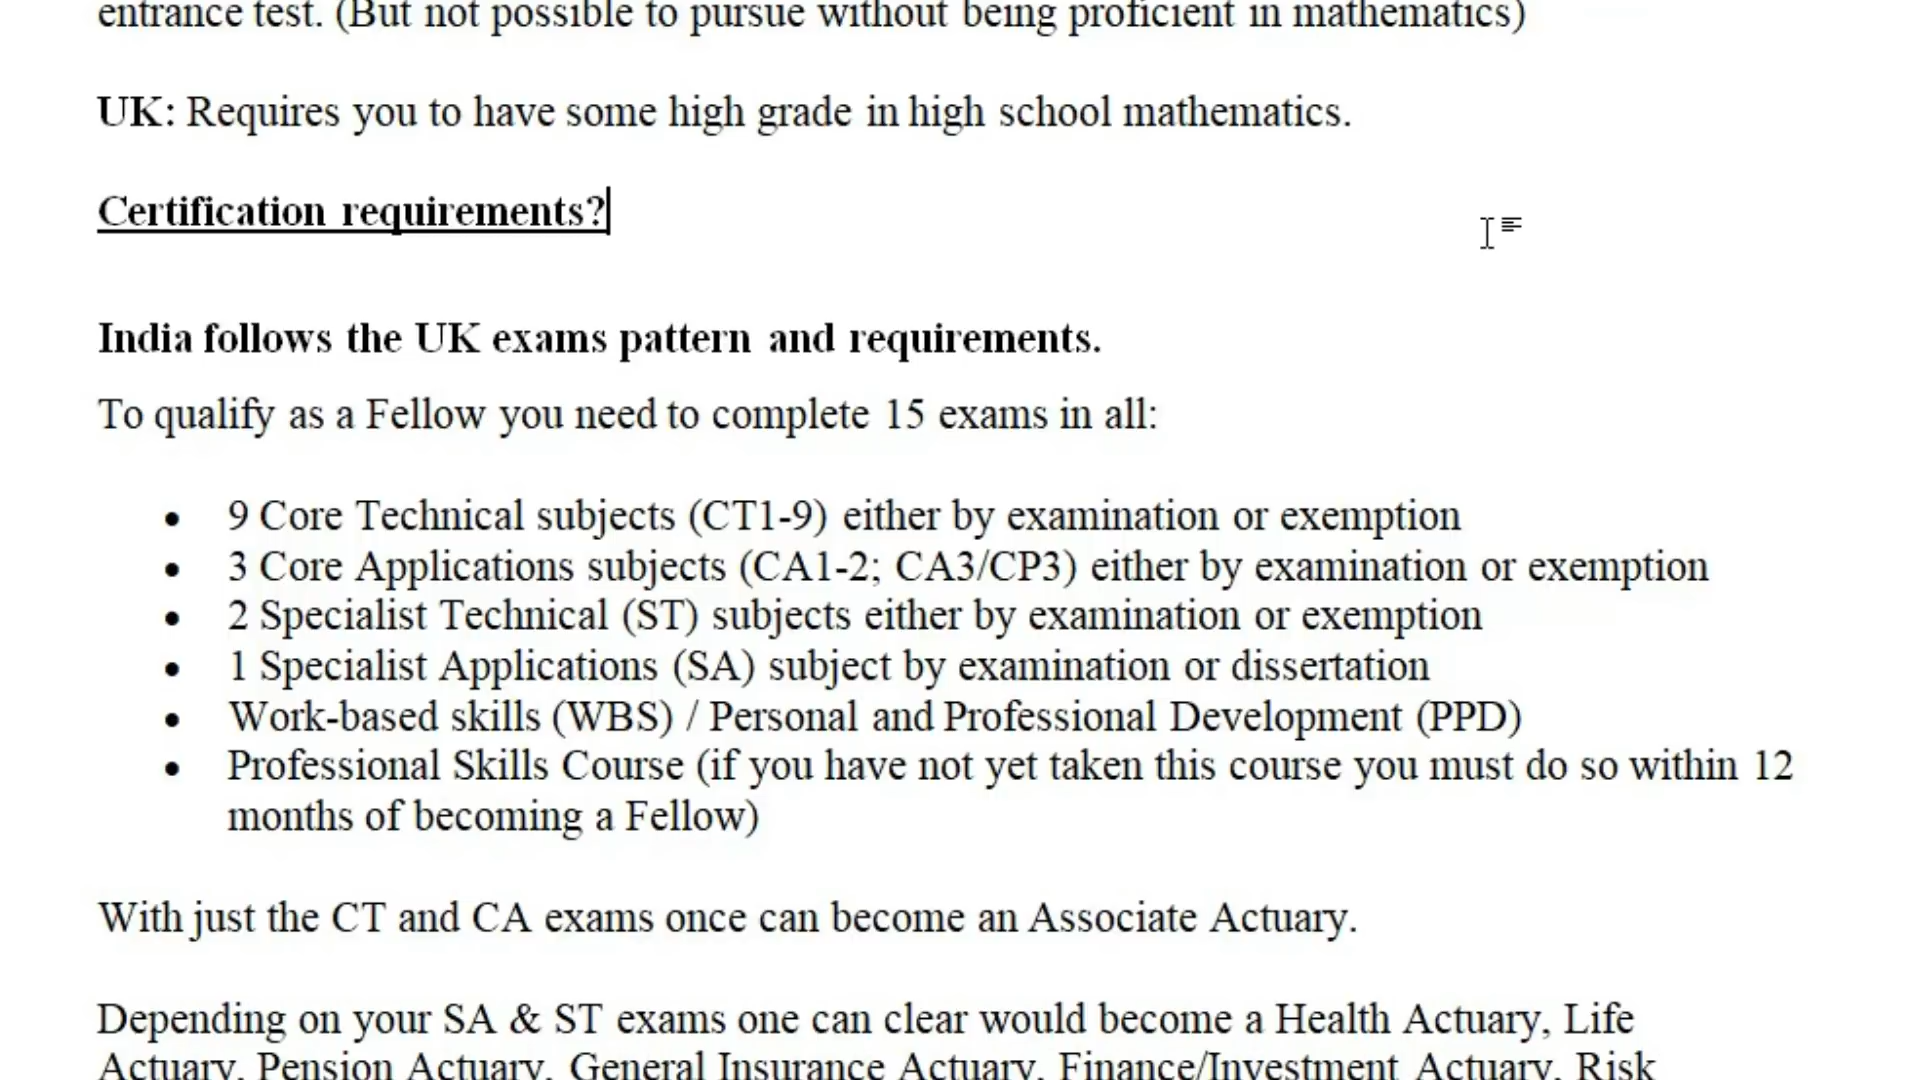 entrance test. (But not possible to pursue without being proficient in mathematics)
UK: Requires you to have some high grade in high school mathematics.
Certification requirements?
India follows the UK exams pattern and requirements.
To qualify as a Fellow you need to complete 15 exams in all:
• 9 Core Technical subjects (CT1-9) either by examination or exemption
• 3 Core Applications subjects (CA1-2; CA3/CP3) either by examination or exemption
• 2 Specialist Technical (ST) subjects either by examination or exemption
• 1 Specialist Applications (SA) subject by examination or dissertation
• Work-based skills (WBS) / Personal and Professional Development (PPD)
• Professional Skills Course (if you have not yet taken this course you must do so within 12
months of becoming a Fellow)
With just the CT and CA exams once can become an Associate Actuary.
Depending on your SA & ST exams one can clear would become a Health Actuary, Life
Actuary, Pension Actuary, General Insurance Actuary, Finance/Investment Actuary, Risk